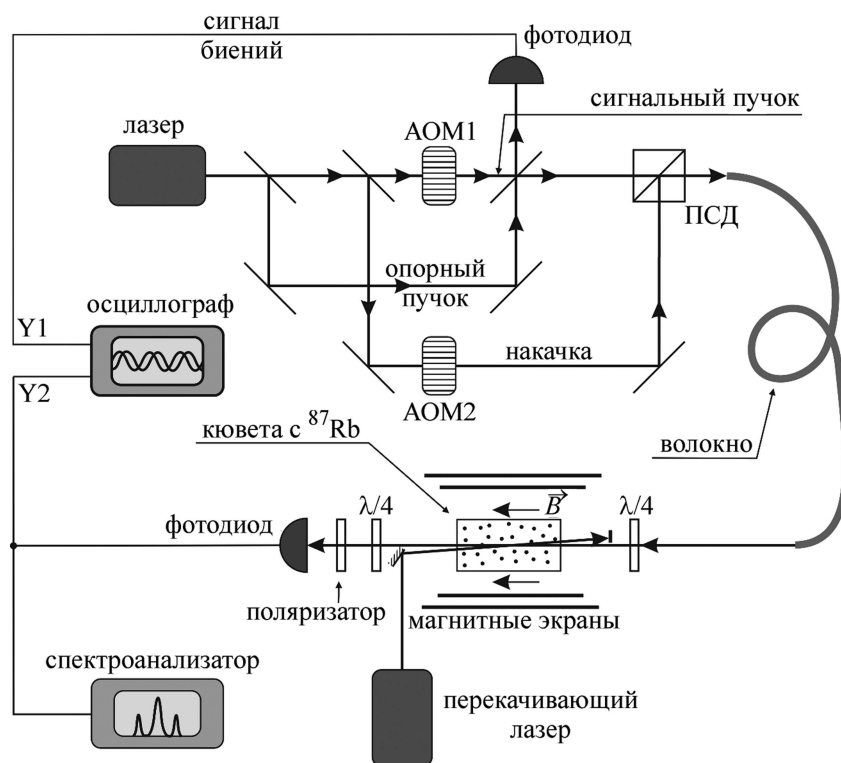 сигнал
биений
фотодиод
сигнальный пучок
лазер
АОМ1
ПСД
опорный
пучок
осциллограф
Y1
накачка
Y2
АОМ2
кювета с ⁸⁷Rb
волокно
λ/4
B
λ/4
фотодиод
поляризатор
магнитные экраны
спектроанализатор
перекачивающий
лазер